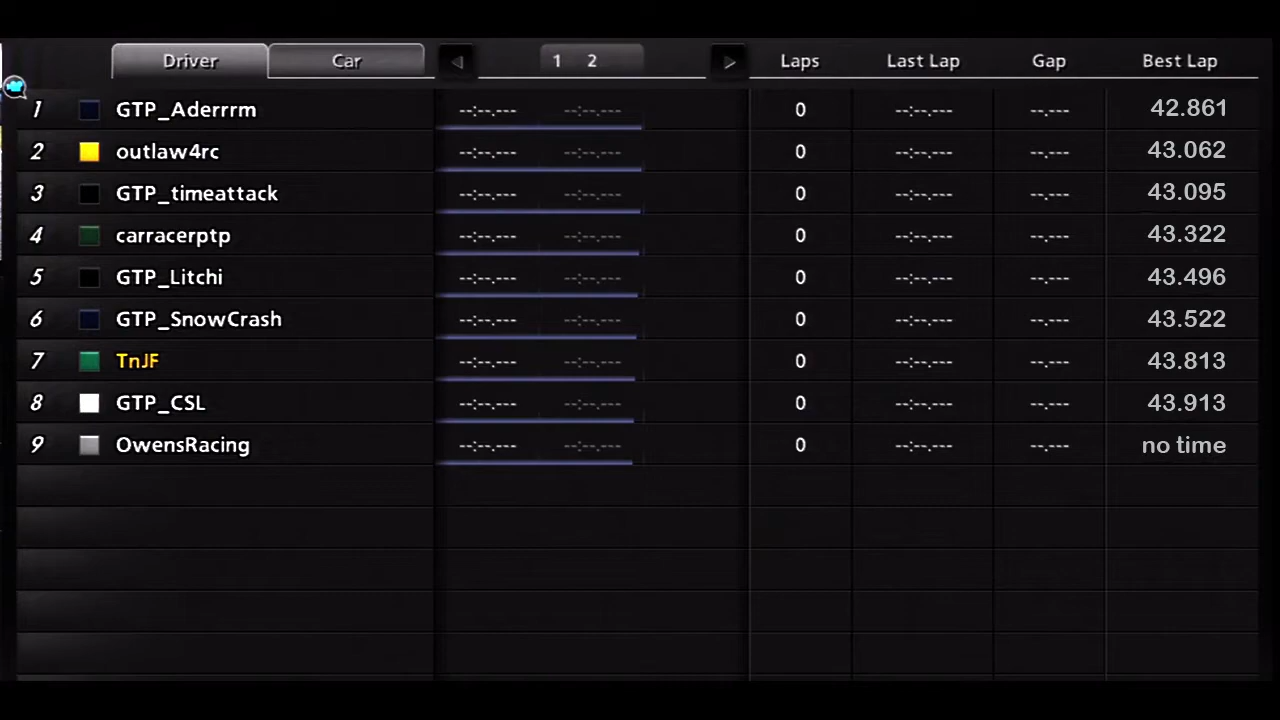 Driver Car 1 2 Laps Last Lap Gap Best Lap
1 GTP_Aderrrm --:--.--- --:--.--- 0 --:--.--- --.--- 42.861
2 outlaw4rc --:--.--- --:--.--- 0 --:--.--- --.--- 43.062
3 GTP_timeattack --:--.--- --:--.--- 0 --:--.--- --.--- 43.095
4 carracerptp --:--.--- --:--.--- 0 --:--.--- --.--- 43.322
5 GTP_Litchi --:--.--- --:--.--- 0 --:--.--- --.--- 43.496
6 GTP_SnowCrash --:--.--- --:--.--- 0 --:--.--- --.--- 43.522
7 TnJF --:--.--- --:--.--- 0 --:--.--- --.--- 43.813
8 GTP_CSL --:--.--- --:--.--- 0 --:--.--- --.--- 43.913
9 OwensRacing --:--.--- --:--.--- 0 --:--.--- --.--- no time